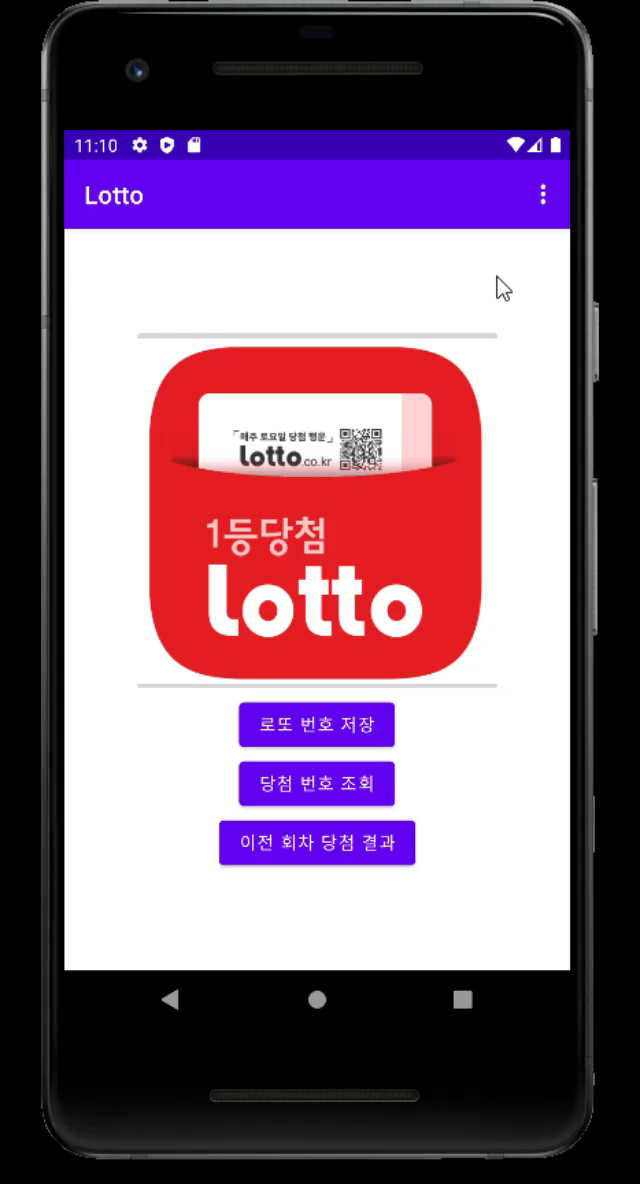 11:10
Lotto
「매주 토요일 당첨 행운」
lotto.co.kr
1등당첨
lotto
로또 번호 저장
당첨 번호 조회
이전 회차 당첨 결과